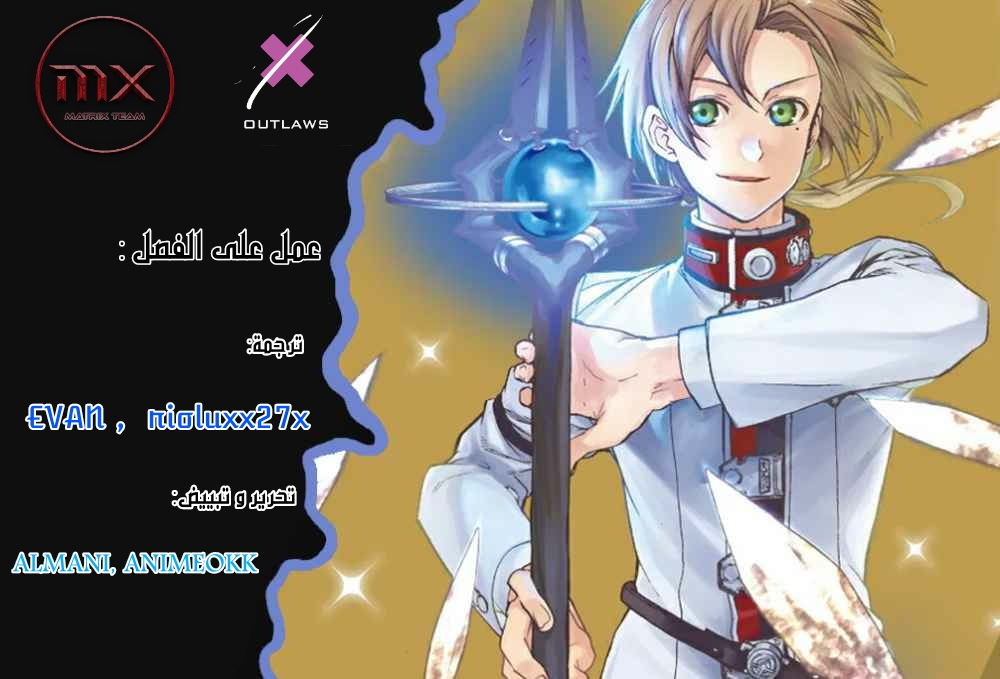 MX
MATRIX TEAM
OUTLAWS
عمل على الفصل :
ترجمة:
EVAN , nioluxx27x
تحرير و تبييض:
ALMANI, ANIMEOKK